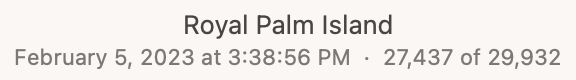 Royal Palm Island
February 5, 2023 at 3:38:56 PM · 27,437 of 29,932